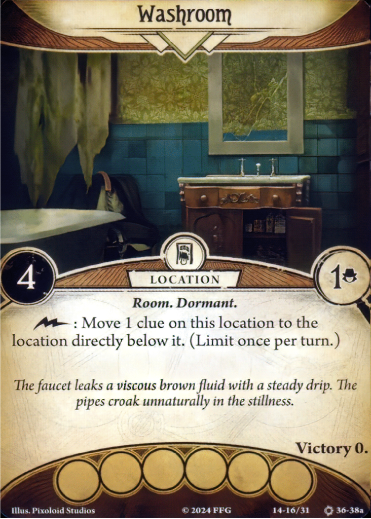 Washroom
4
LOCATION
1
Room. Dormant.
: Move 1 clue on this location to the
location directly below it. (Limit once per turn.)
The faucet leaks a viscous brown fluid with a steady drip. The
pipes croak unnaturally in the stillness.
Victory 0.
Illus. Pixoloid Studios © 2024 FFG 14-16/31 36-38a